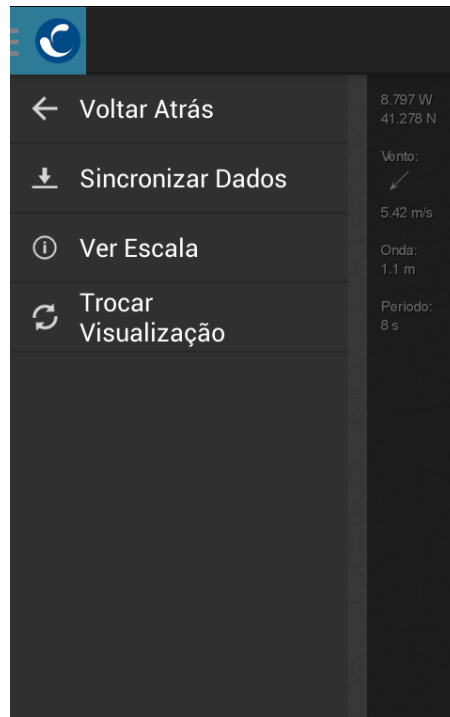 Voltar Atrás
Sincronizar Dados
Ver Escala
Trocar
Visualização
8.797 W
41.278 N
Vento:
5.42 m/s
Onda:
1.1 m
Periodo:
8 s